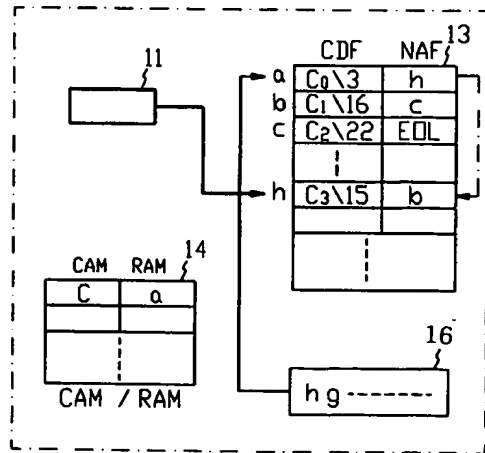 11
13
CDF NAF
a C₀\3 h
b C₁\16 c
c C₂\22 EOL
h C₃\15 b
14
CAM RAM
C a
CAM / RAM
16
hg